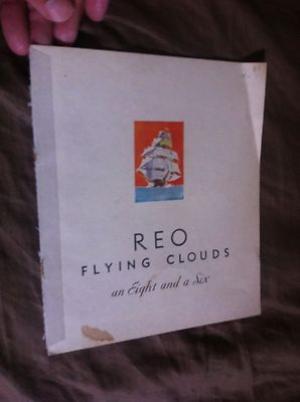 REO
FLYING CLOUDS
an Eight and a Six